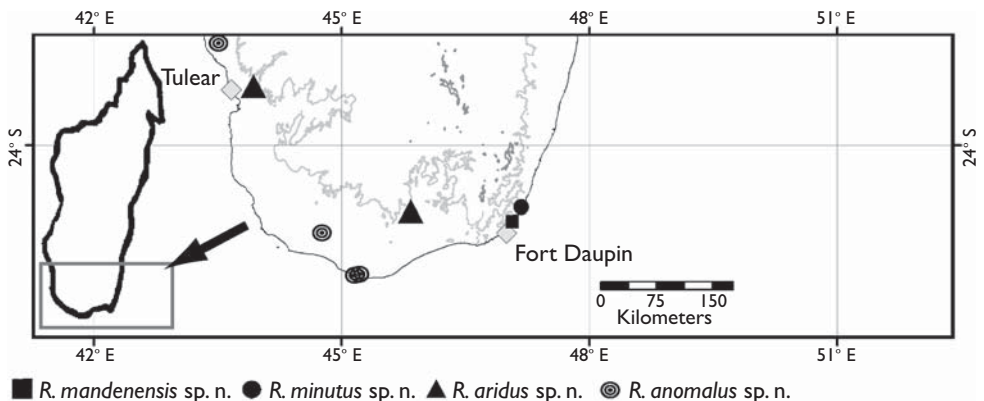 42° E 45° E 48° E 51° E
Tulear
24° S 24° S
Fort Daupin
0 75 150
Kilometers
42° E 45° E 48° E 51° E
R. mandenensis sp. n. R. minutus sp. n. R. aridus sp. n. R. anomalus sp. n.